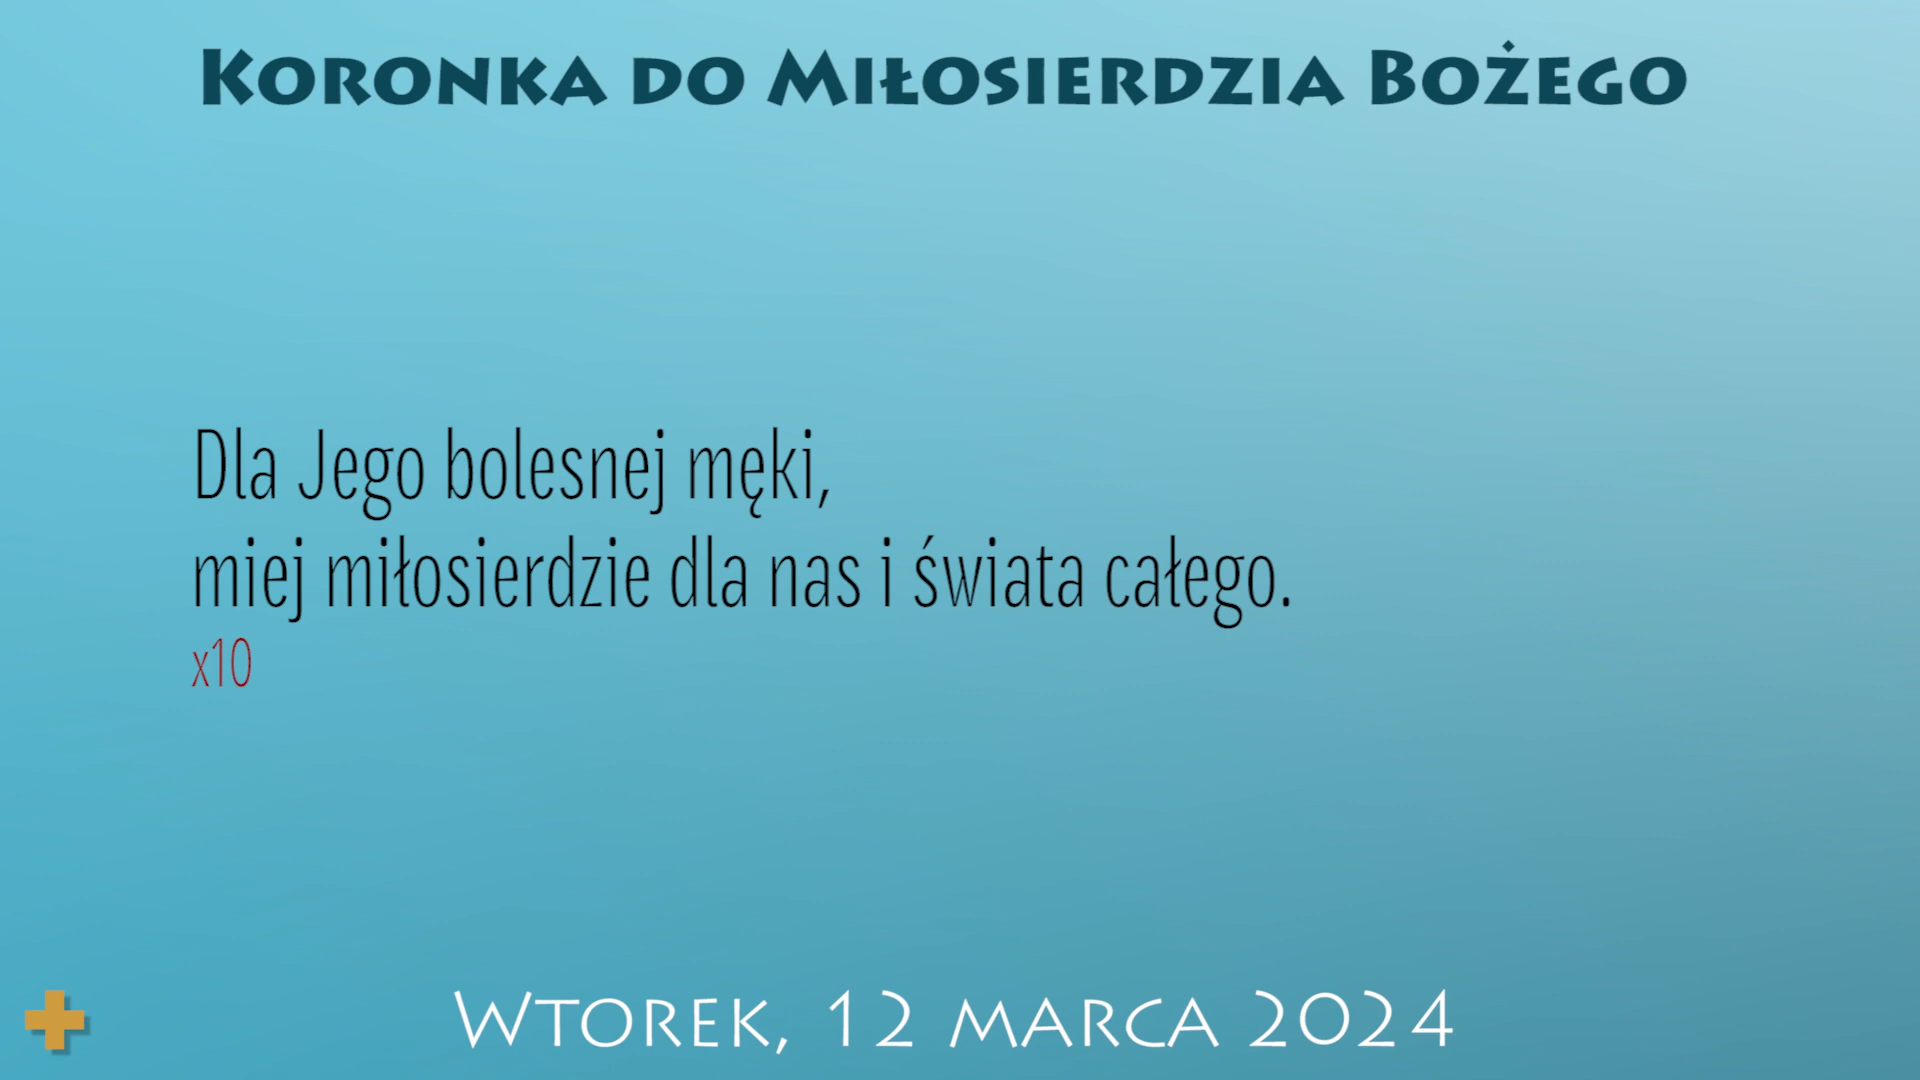 Koronka do Miłosierdzia Bożego
Dla Jego bolesnej męki,
miej miłosierdzie dla nas i świata całego.
x10
Wtorek, 12 marca 2024